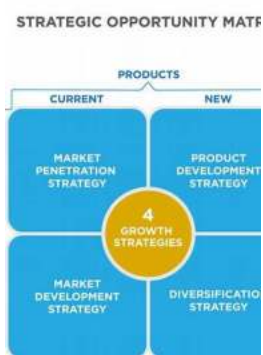 STRATEGIC OPPORTUNITY MATR
PRODUCTS
CURRENT
NEW
MARKET
PENETRATION
STRATEGY
PRODUCT
DEVELOPMENT
STRATEGY
4
GROWTH
STRATEGIES
MARKET
DEVELOPMENT
STRATEGY
DIVERSIFICATION
STRATEGY